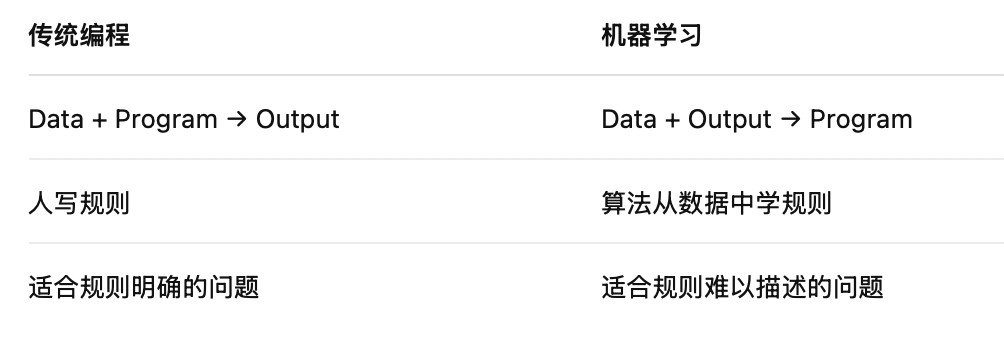 传统编程 机器学习
Data + Program → Output Data + Output → Program
人写规则 算法从数据中学规则
适合规则明确的问题 适合规则难以描述的问题